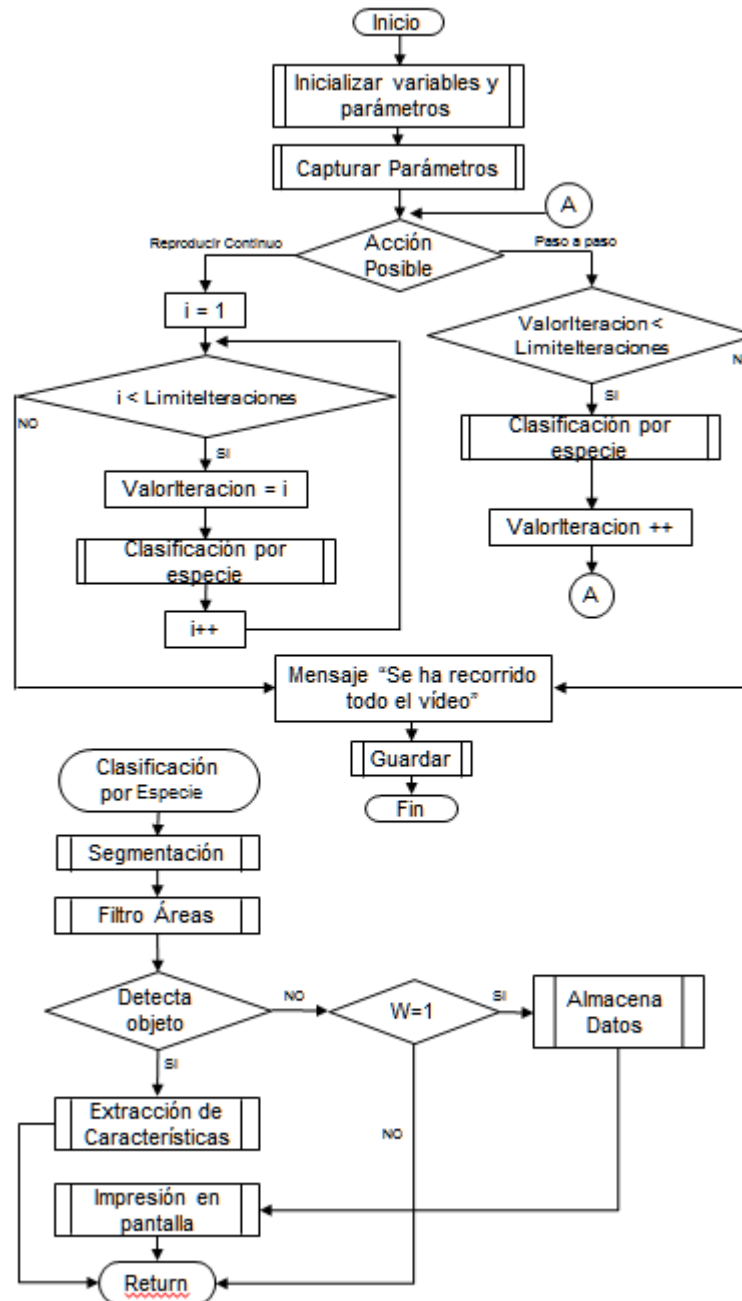 Inicio
Inicializar variables y
parámetros
Capturar Parámetros
A
Reproducir Continuo
Acción
Posible
Paso a paso
i = 1
ValorIteracion <
LimiteIteraciones
N
i < LimiteIteraciones
NO
SI
SI
Clasificación por
especie
ValorIteracion = i
ValorIteracion ++
Clasificación por
especie
A
i++
Mensaje “Se ha recorrido
todo el vídeo”
Guardar
Fin
Clasificación
por Especie
Segmentación
Filtro Áreas
Detecta
objeto
NO
W=1
SI
Almacena
Datos
SI
Extracción de
Características
NO
Impresión en
pantalla
Return